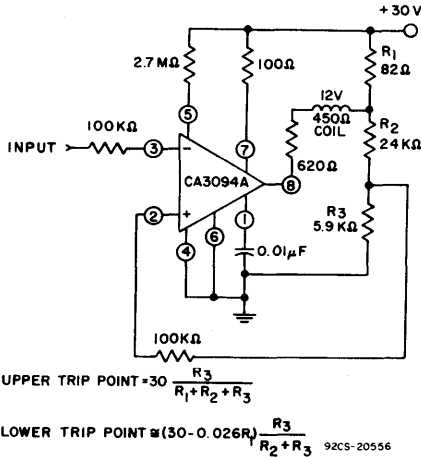 +30 V
2.7 MΩ
100Ω
R1
82Ω
12V
450Ω
COIL
R2
24 KΩ
100KΩ
INPUT
5
7
3
-
CA3094A
8
620Ω
2
+
1
R3
5.9 KΩ
4
6
0.01µF
100KΩ
UPPER TRIP POINT = 30 R3 / R1 + R2 + R3
LOWER TRIP POINT ≅ (30 - 0.026R1) R3 / R2 + R3
92CS-20556